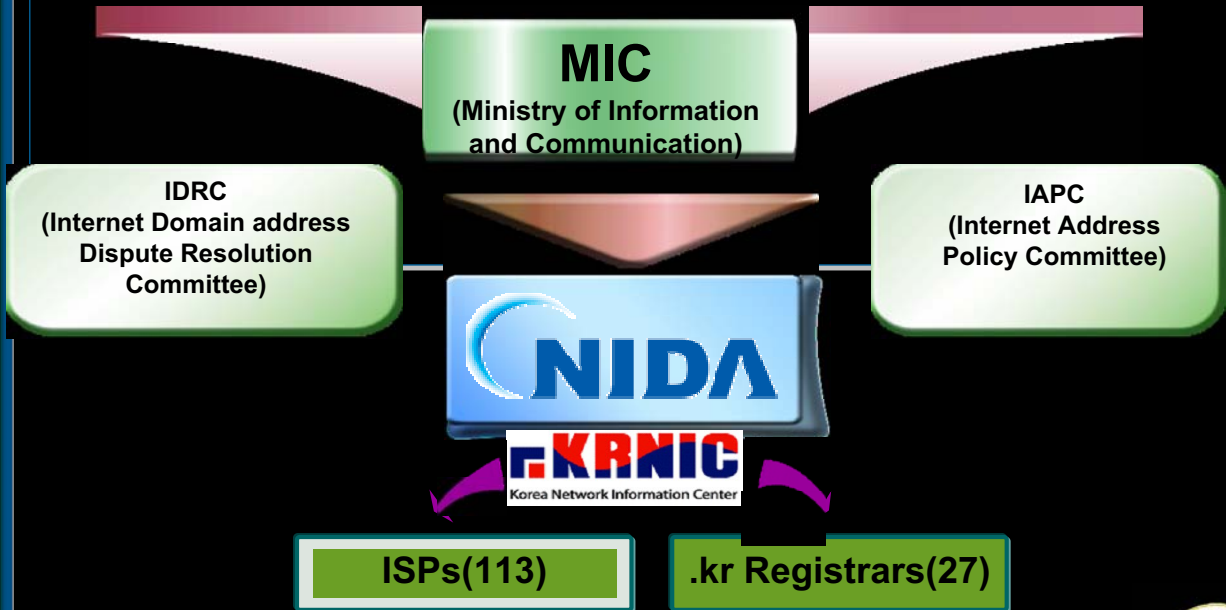 MIC
(Ministry of Information
and Communication)
IDRC
(Internet Domain address
Dispute Resolution
Committee)
IAPC
(Internet Address
Policy Committee)
NIDA
KRNIC
Korea Network Information Center
ISPs(113)
.kr Registrars(27)